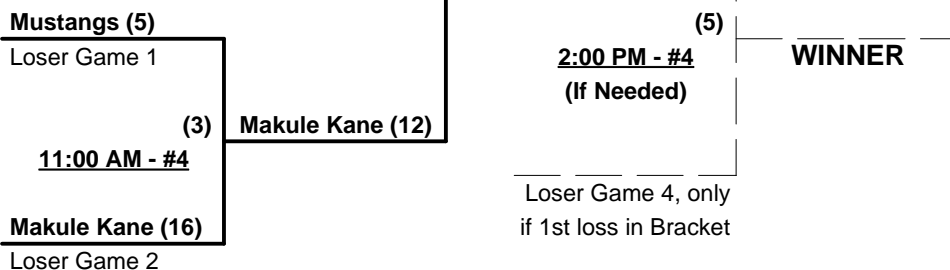 Mustangs (5)
Loser Game 1
(3)
11:00 AM - #4
Makule Kane (16)
Loser Game 2
Makule Kane (12)
(5)
2:00 PM - #4
(If Needed)
WINNER
Loser Game 4, only
if 1st loss in Bracket